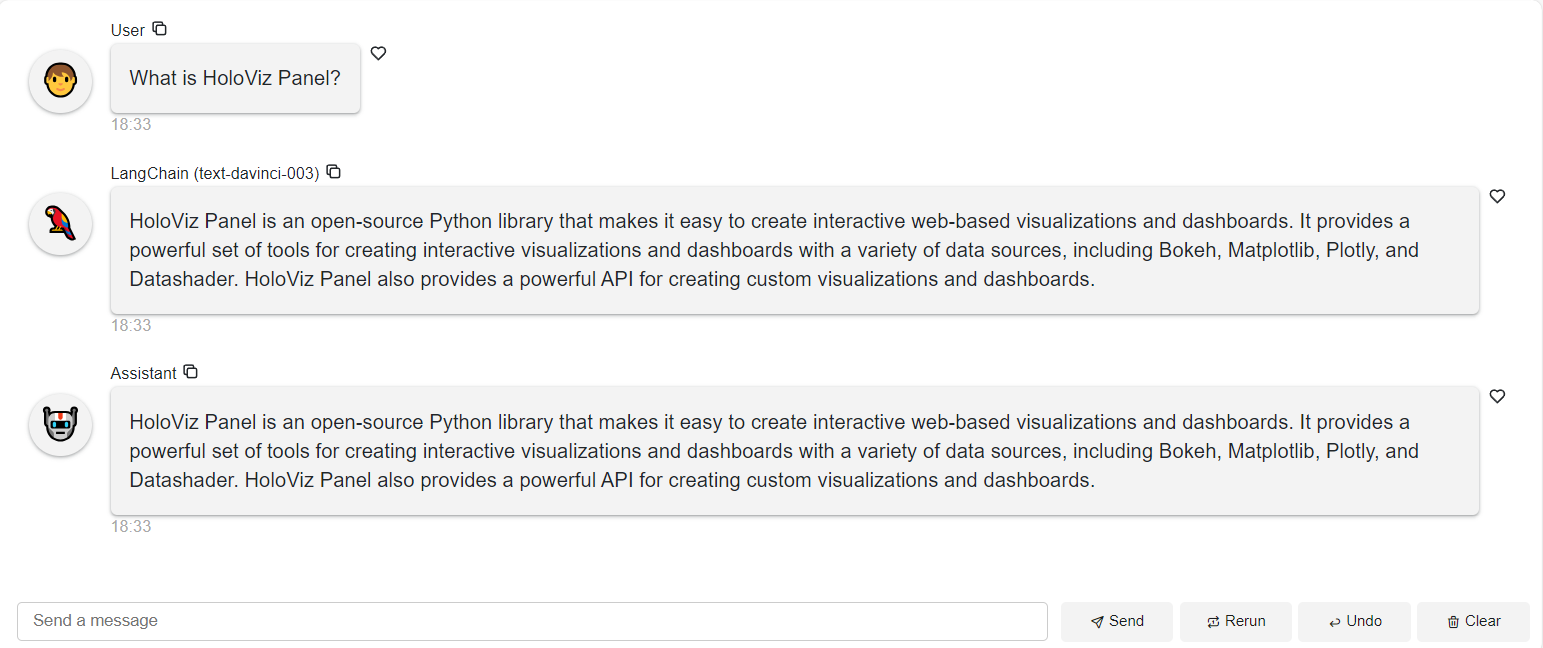 User
What is HoloViz Panel?
18:33
LangChain (text-davinci-003)
HoloViz Panel is an open-source Python library that makes it easy to create interactive web-based visualizations and dashboards. It provides a
powerful set of tools for creating interactive visualizations and dashboards with a variety of data sources, including Bokeh, Matplotlib, Plotly, and
Datashader. HoloViz Panel also provides a powerful API for creating custom visualizations and dashboards.
18:33
Assistant
HoloViz Panel is an open-source Python library that makes it easy to create interactive web-based visualizations and dashboards. It provides a
powerful set of tools for creating interactive visualizations and dashboards with a variety of data sources, including Bokeh, Matplotlib, Plotly, and
Datashader. HoloViz Panel also provides a powerful API for creating custom visualizations and dashboards.
18:33
Send a message Send Rerun Undo Clear